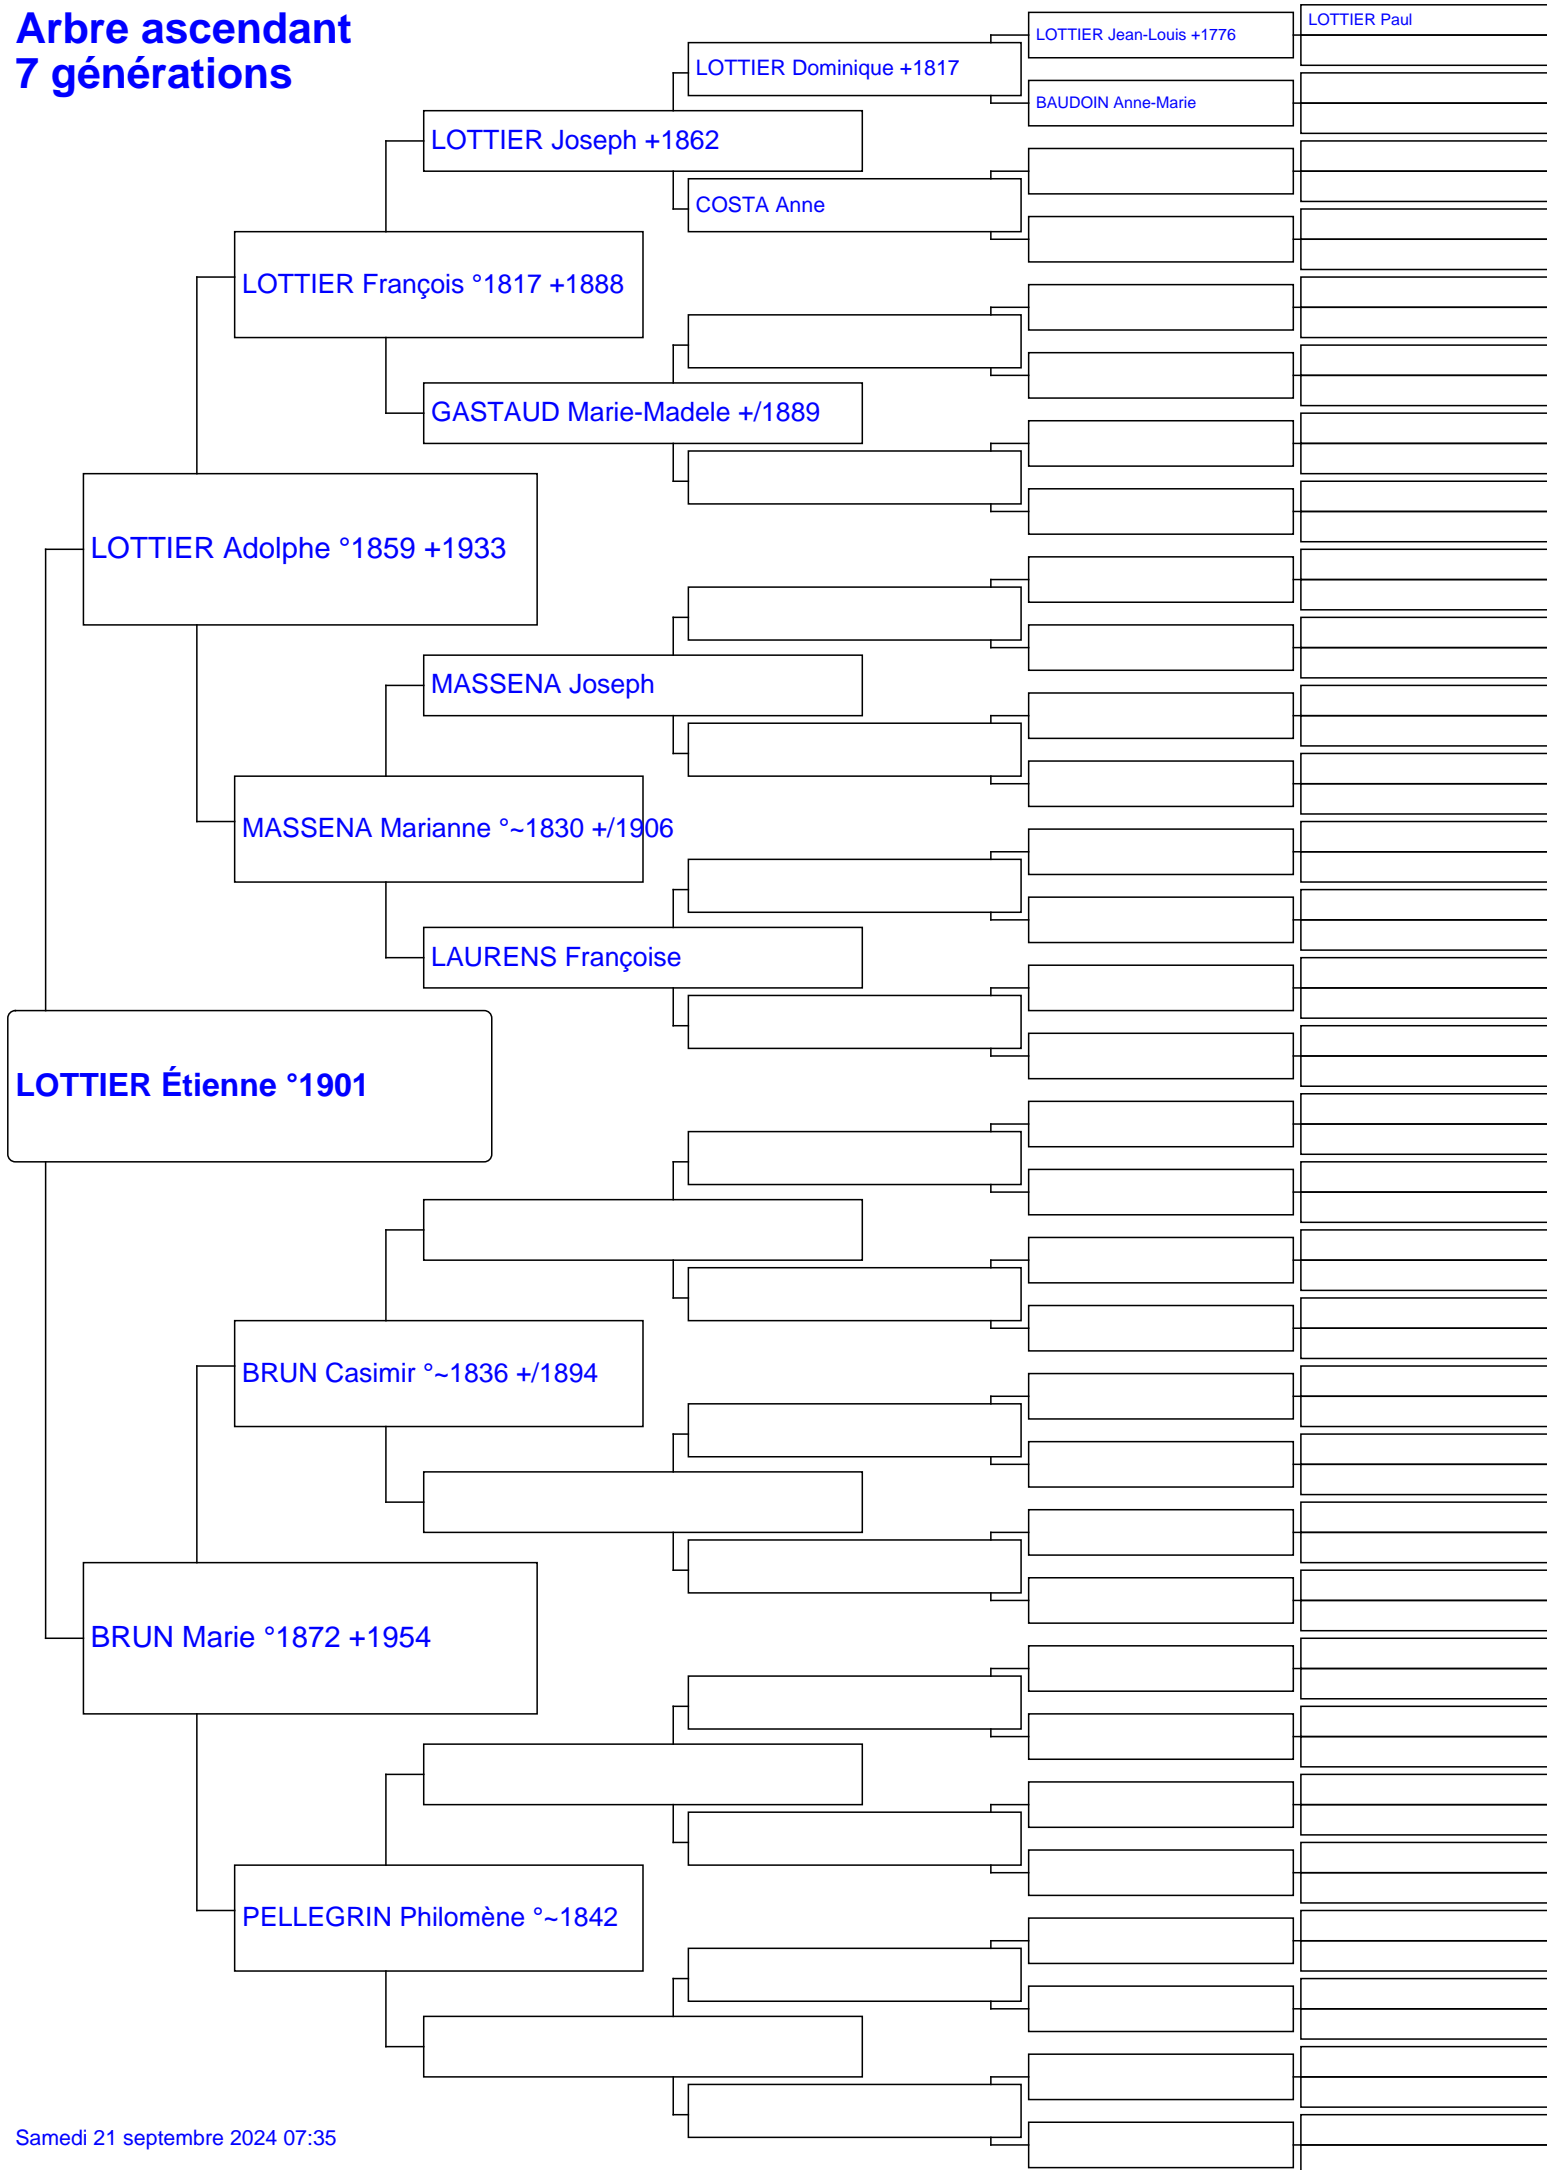 Arbre ascendant
7 générations
LOTTIER Paul
LOTTIER Jean-Louis +1776
LOTTIER Dominique +1817
BAUDOIN Anne-Marie
LOTTIER Joseph +1862
COSTA Anne
LOTTIER François °1817 +1888
GASTAUD Marie-Madele +/1889
LOTTIER Adolphe °1859 +1933
MASSENA Joseph
MASSENA Marianne °~1830 +/1906
LAURENS Françoise
LOTTIER Étienne °1901
BRUN Casimir °~1836 +/1894
BRUN Marie °1872 +1954
PELLEGRIN Philomène °~1842
Samedi 21 septembre 2024 07:35